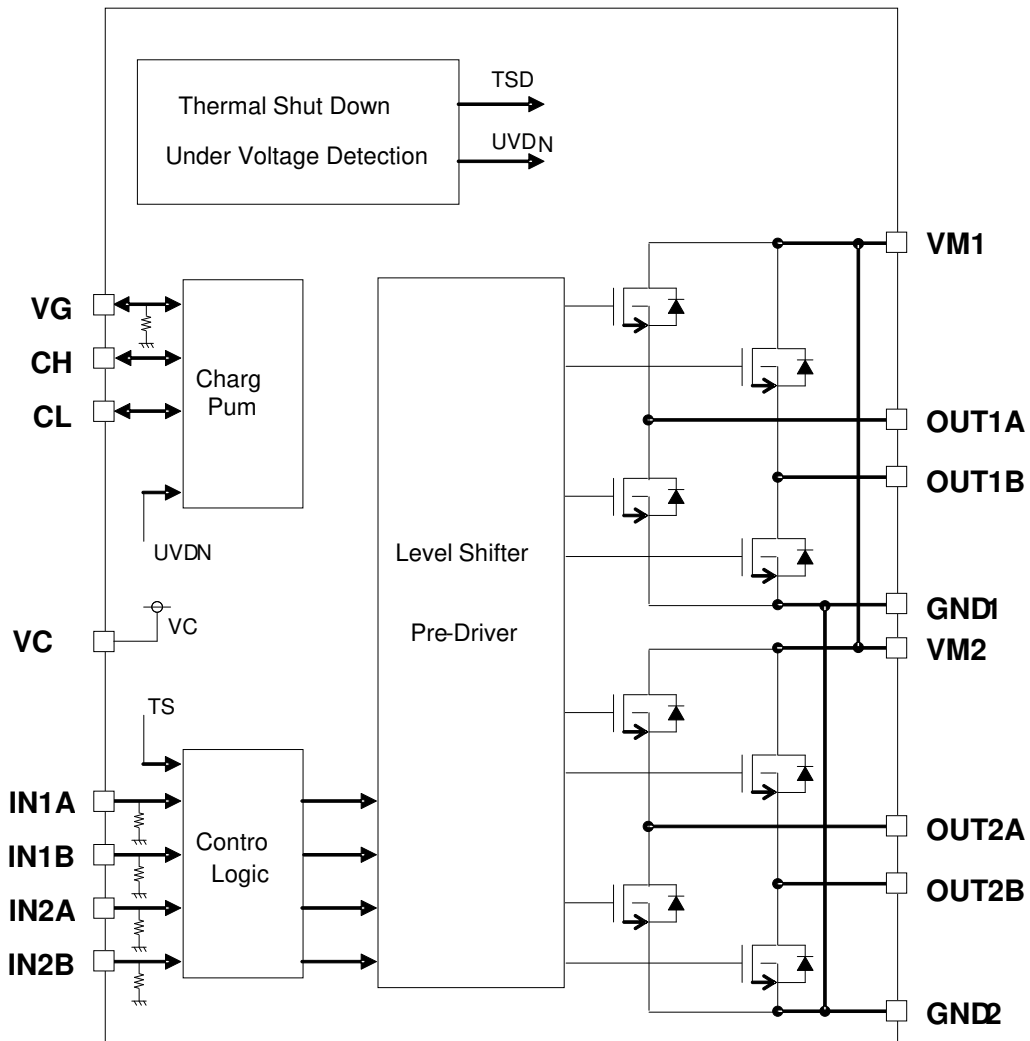 Thermal Shut Down
Under Voltage Detection
TSD
UVDN
VG
CH
CL
Charg
Pum
UVDN
VC
VC
TS
IN1A
IN1B
IN2A
IN2B
Contro
Logic
Level Shifter
Pre-Driver
VM1
OUT1A
OUT1B
GND1
VM2
OUT2A
OUT2B
GND2